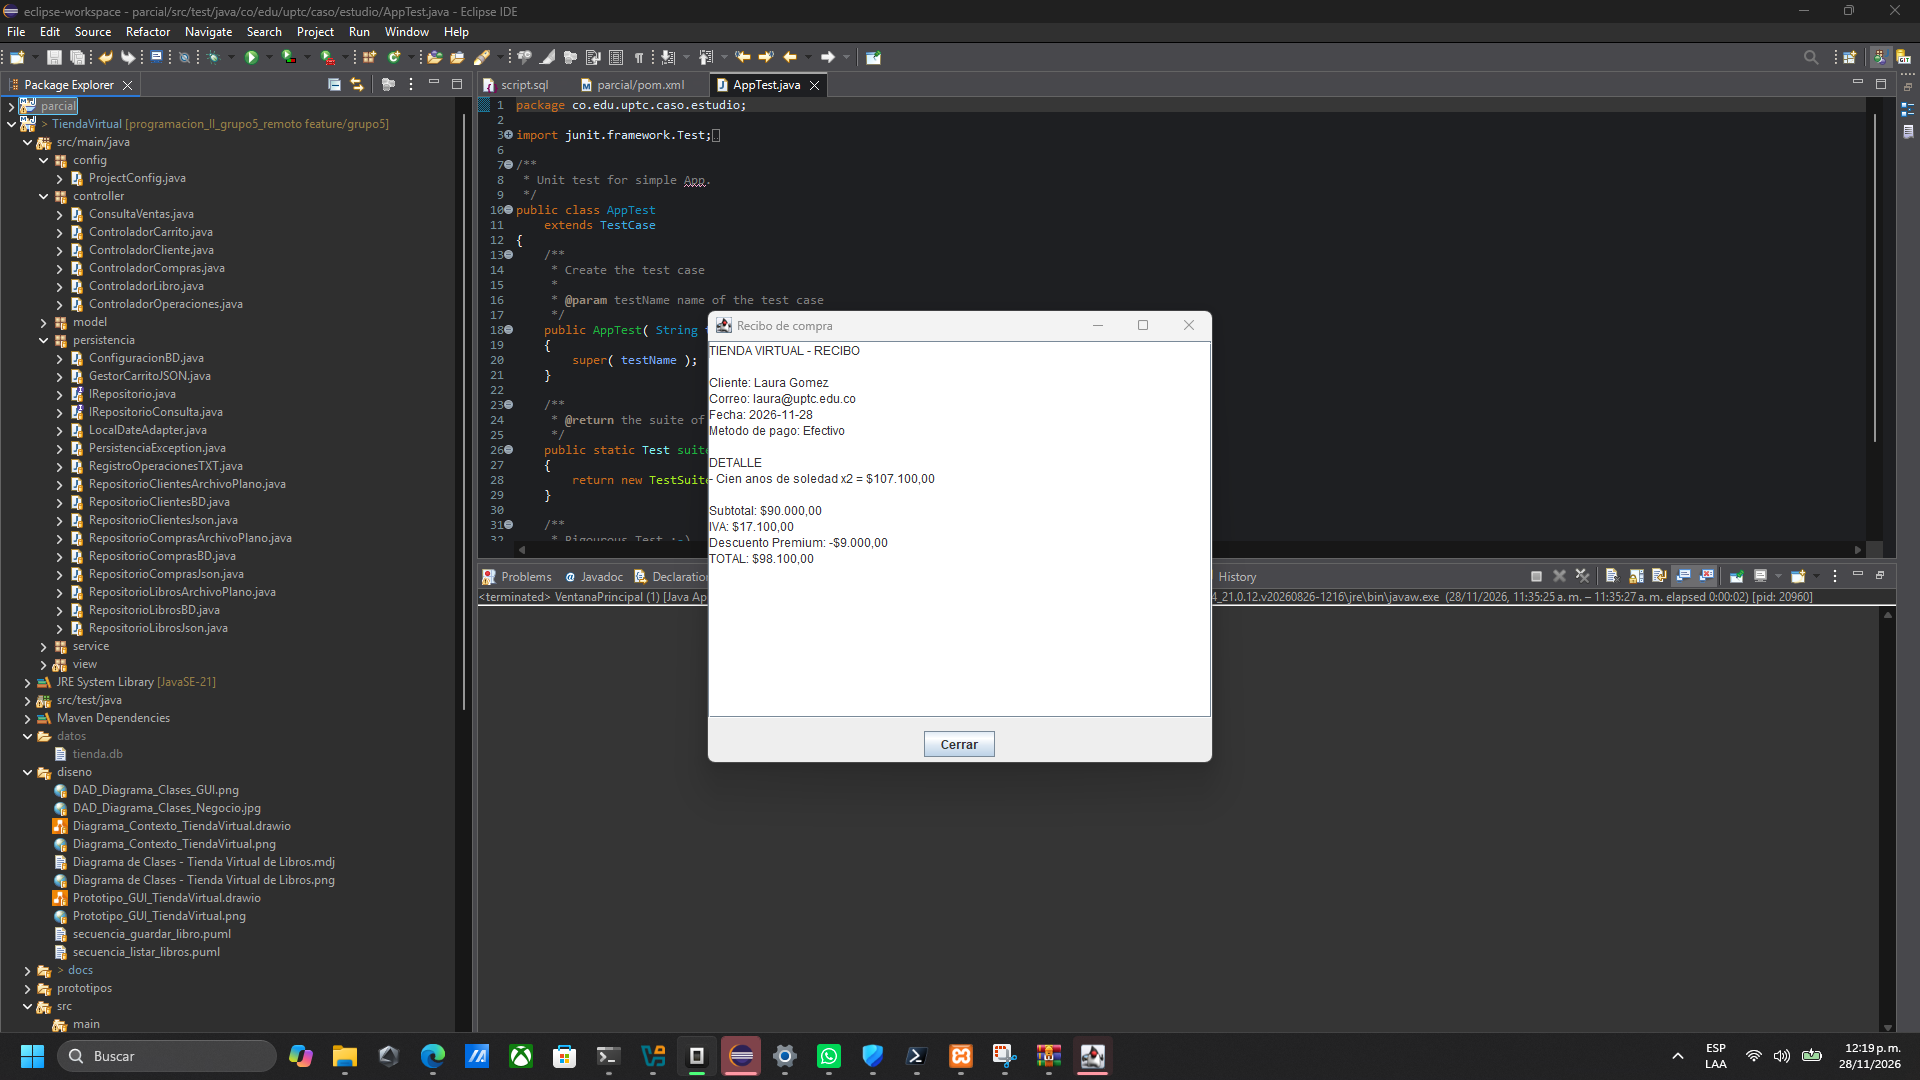 eclipse-workspace - parcial/src/test/java/co/edu/uptc/caso/estudio/AppTest.java - Eclipse IDE
File Edit Source Refactor Navigate Search Project Run Window Help
Package Explorer
parcial
> TiendaVirtual [programacion_II_grupo5_remoto feature/grupo5]
src/main/java
config
ProjectConfig.java
controller
ConsultaVentas.java
ControladorCarrito.java
ControladorCliente.java
ControladorCompras.java
ControladorLibro.java
ControladorOperaciones.java
model
persistencia
ConfiguracionBD.java
GestorCarritoJSON.java
IRepositorio.java
IRepositorioConsulta.java
LocalDateAdapter.java
PersistenciaException.java
RegistroOperacionesTXT.java
RepositorioClientesArchivoPlano.java
RepositorioClientesBD.java
RepositorioClientesJson.java
RepositorioComprasArchivoPlano.java
RepositorioComprasBD.java
RepositorioComprasJson.java
RepositorioLibrosArchivoPlano.java
RepositorioLibrosBD.java
RepositorioLibrosJson.java
service
view
JRE System Library [JavaSE-21]
src/test/java
Maven Dependencies
datos
tienda.db
diseno
DAD_Diagrama_Clases_GUI.png
DAD_Diagrama_Clases_Negocio.jpg
Diagrama_Contexto_TiendaVirtual.drawio
Diagrama_Contexto_TiendaVirtual.png
Diagrama de Clases - Tienda Virtual de Libros.mdj
Diagrama de Clases - Tienda Virtual de Libros.png
Prototipo_GUI_TiendaVirtual.drawio
Prototipo_GUI_TiendaVirtual.png
secuencia_guardar_libro.puml
secuencia_listar_libros.puml
> docs
prototipos
src
main
script.sql parcial/pom.xml AppTest.java
1 package co.edu.uptc.caso.estudio;
2
3 import junit.framework.Test;
6
7 /**
8 * Unit test for simple App.
9 */
10 public class AppTest
11 extends TestCase
12 {
13 /**
14 * Create the test case
15 *
16 * @param testName name of the test case
17 */
18 public AppTest( String
19 {
20 super( testName );
21 }
22
23 /**
24 * @return the suite of
25 */
26 public static Test suite
27 {
28 return new TestSuite
29 }
30
31 /**
32 * Rigourous Test :-)
Recibo de compra
TIENDA VIRTUAL - RECIBO
Cliente: Laura Gomez
Correo: laura@uptc.edu.co
Fecha: 2026-11-28
Metodo de pago: Efectivo
DETALLE
- Cien anos de soledad x2 = $107.100,00
Subtotal: $90.000,00
IVA: $17.100,00
Descuento Premium: -$9.000,00
TOTAL: $98.100,00
Cerrar
Problems Javadoc Declaration History
<terminated> VentanaPrincipal (1) [Java Ap 4_21.0.12.v20260826-1216\jre\bin\javaw.exe (28/11/2026, 11:35:25 a. m. – 11:35:27 a. m. elapsed 0:00:02) [pid: 20960]
Buscar
ESP
LAA
12:19 p. m.
28/11/2026